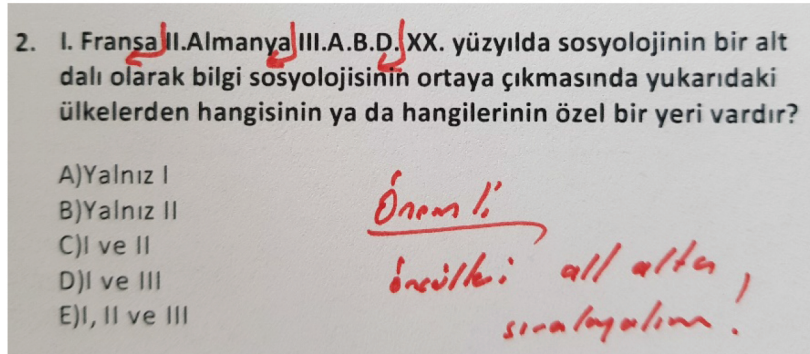 2. I. Fransa II.Almanya III.A.B.D. XX. yüzyılda sosyolojinin bir alt
dalı olarak bilgi sosyolojisinin ortaya çıkmasında yukarıdaki
ülkelerden hangisinin ya da hangilerinin özel bir yeri vardır?
A)Yalnız I
B)Yalnız II
C)I ve II
D)I ve III
E)I, II ve III
Önemli
öncülleri alt alta
sıralayalım.